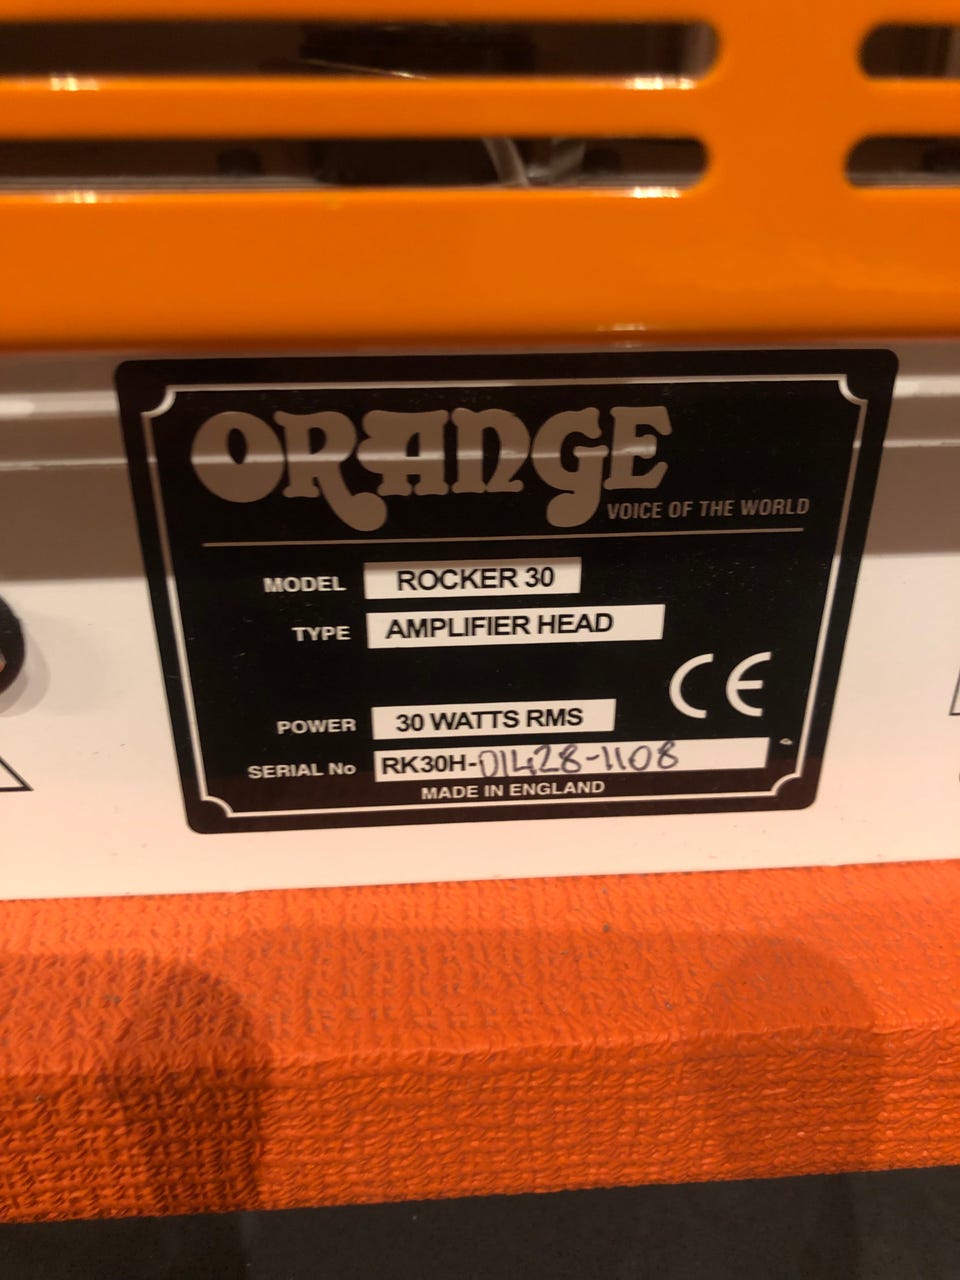 ORANGE
VOICE OF THE WORLD
MODEL ROCKER 30
TYPE AMPLIFIER HEAD
CE
POWER 30 WATTS RMS
SERIAL No RK30H-01428-1108
MADE IN ENGLAND